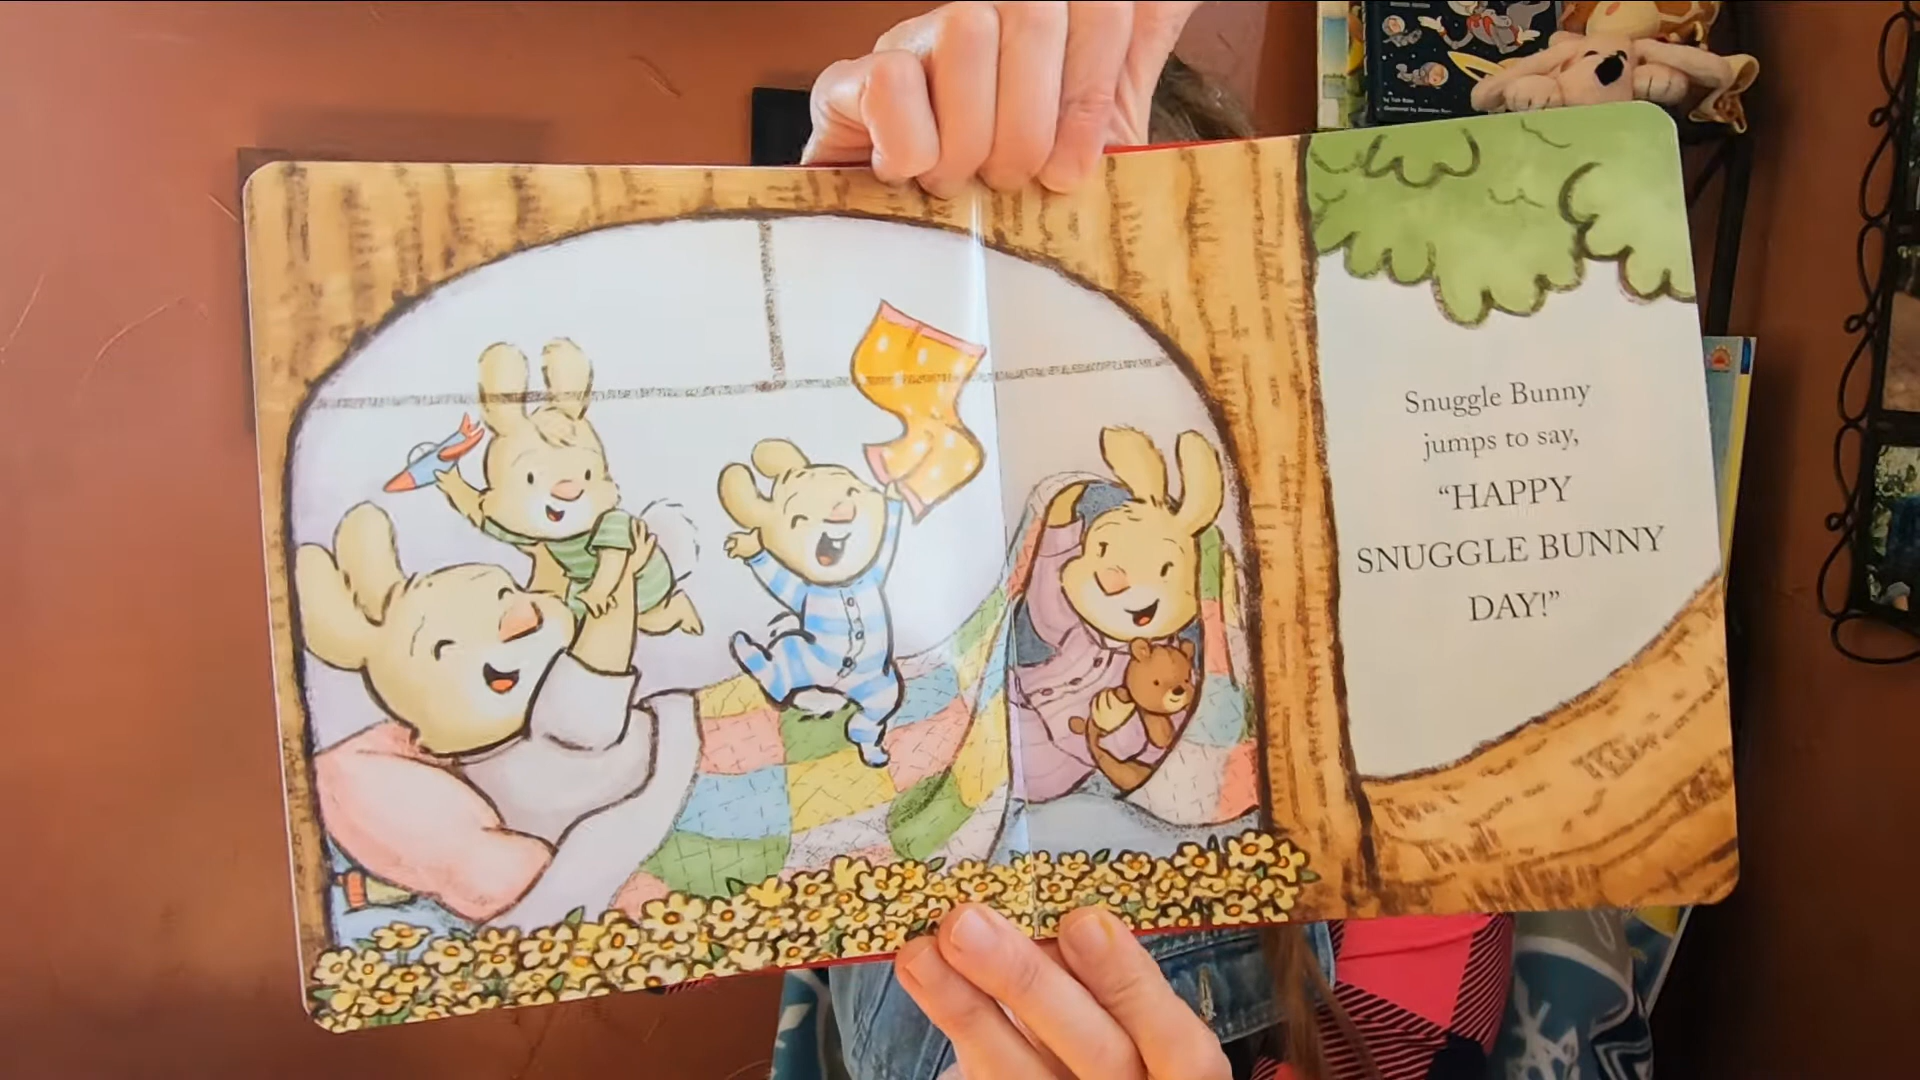 Snuggle Bunny
jumps to say,
“HAPPY
SNUGGLE BUNNY
DAY!”